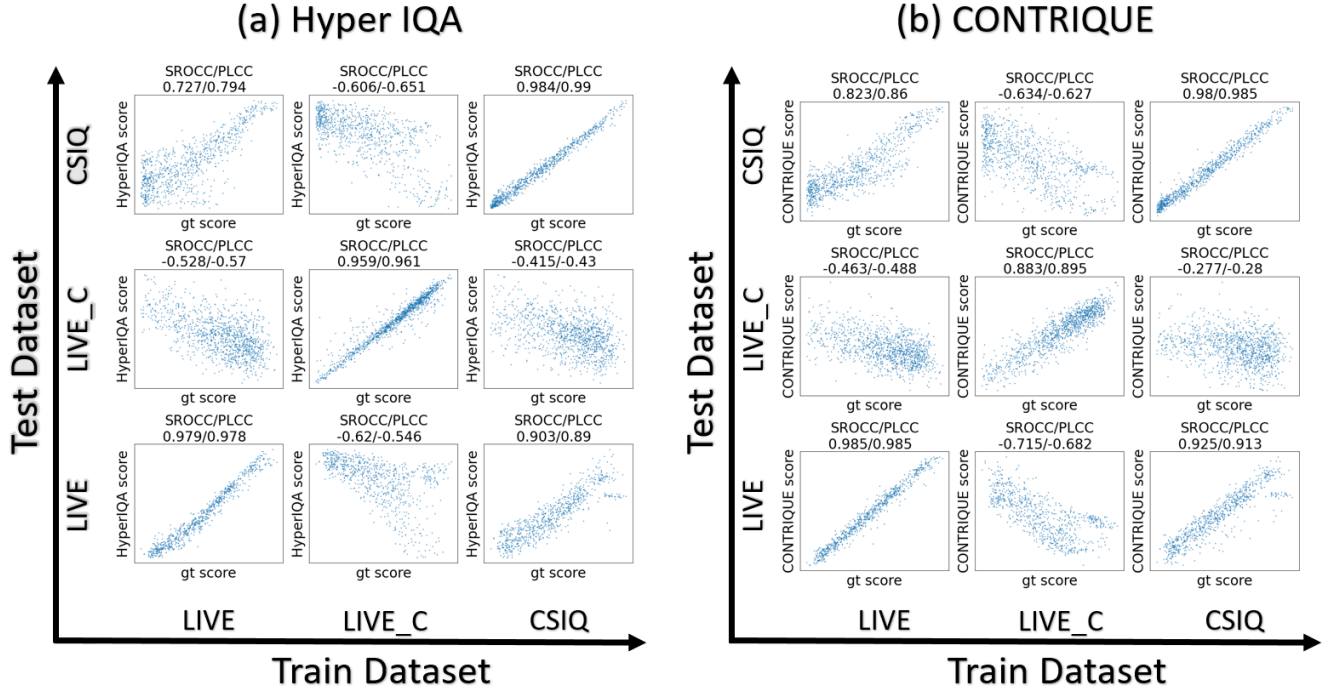 (a) Hyper IQA
Test Dataset
CSIQ
SROCC/PLCC
0.727/0.794
HyperIQA score
gt score
SROCC/PLCC
-0.606/-0.651
HyperIQA score
gt score
SROCC/PLCC
0.984/0.99
HyperIQA score
gt score
LIVE_C
SROCC/PLCC
-0.528/-0.57
HyperIQA score
gt score
SROCC/PLCC
0.959/0.961
HyperIQA score
gt score
SROCC/PLCC
-0.415/-0.43
HyperIQA score
gt score
LIVE
SROCC/PLCC
0.979/0.978
HyperIQA score
gt score
SROCC/PLCC
-0.62/-0.546
HyperIQA score
gt score
SROCC/PLCC
0.903/0.89
HyperIQA score
gt score
LIVE
LIVE_C
CSIQ
Train Dataset
(b) CONTRIQUE
Test Dataset
CSIQ
SROCC/PLCC
0.823/0.86
CONTRIQUE score
gt score
SROCC/PLCC
-0.634/-0.627
CONTRIQUE score
gt score
SROCC/PLCC
0.98/0.985
CONTRIQUE score
gt score
LIVE_C
SROCC/PLCC
-0.463/-0.488
CONTRIQUE score
gt score
SROCC/PLCC
0.883/0.895
CONTRIQUE score
gt score
SROCC/PLCC
-0.277/-0.28
CONTRIQUE score
gt score
LIVE
SROCC/PLCC
0.985/0.985
CONTRIQUE score
gt score
SROCC/PLCC
-0.715/-0.682
CONTRIQUE score
gt score
SROCC/PLCC
0.925/0.913
CONTRIQUE score
gt score
LIVE
LIVE_C
CSIQ
Train Dataset